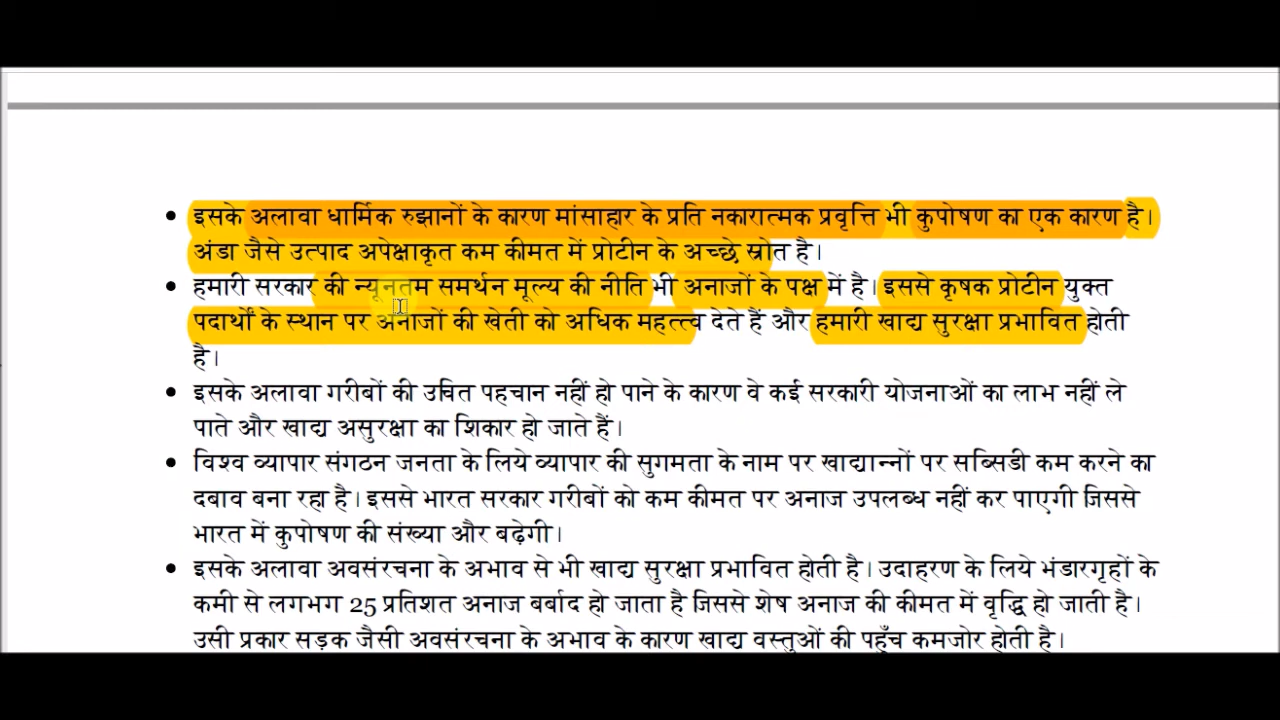 • इसके अलावा धार्मिक रुझानों के कारण मांसाहार के प्रति नकारात्मक प्रवृत्ति भी कुपोषण का एक कारण है।
अंडा जैसे उत्पाद अपेक्षाकृत कम कीमत में प्रोटीन के अच्छे स्रोत है।
• हमारी सरकार की न्यूनतम समर्थन मूल्य की नीति भी अनाजों के पक्ष में है। इससे कृषक प्रोटीन युक्त
पदार्थों के स्थान पर अनाजों की खेती को अधिक महत्त्व देते हैं और हमारी खाद्य सुरक्षा प्रभावित होती
है।
• इसके अलावा गरीबों की उचित पहचान नहीं हो पाने के कारण वे कई सरकारी योजनाओं का लाभ नहीं ले
पाते और खाद्य असुरक्षा का शिकार हो जाते हैं।
• विश्व व्यापार संगठन जनता के लिये व्यापार की सुगमता के नाम पर खाद्यान्नों पर सब्सिडी कम करने का
दबाव बना रहा है। इससे भारत सरकार गरीबों को कम कीमत पर अनाज उपलब्ध नहीं कर पाएगी जिससे
भारत में कुपोषण की संख्या और बढ़ेगी।
• इसके अलावा अवसंरचना के अभाव से भी खाद्य सुरक्षा प्रभावित होती है। उदाहरण के लिये भंडारगृहों के
कमी से लगभग 25 प्रतिशत अनाज बर्बाद हो जाता है जिससे शेष अनाज की कीमत में वृद्धि हो जाती है।
उसी प्रकार सड़क जैसी अवसंरचना के अभाव के कारण खाद्य वस्तुओं की पहुँच कमजोर होती है।